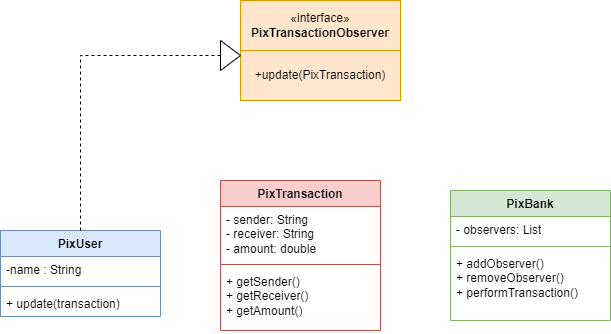 «interface»
PixTransactionObserver
+update(PixTransaction)
PixUser
-name : String
+ update(transaction)
PixTransaction
- sender: String
- receiver: String
- amount: double
+ getSender()
+ getReceiver()
+ getAmount()
PixBank
- observers: List
+ addObserver()
+ removeObserver()
+ performTransaction()